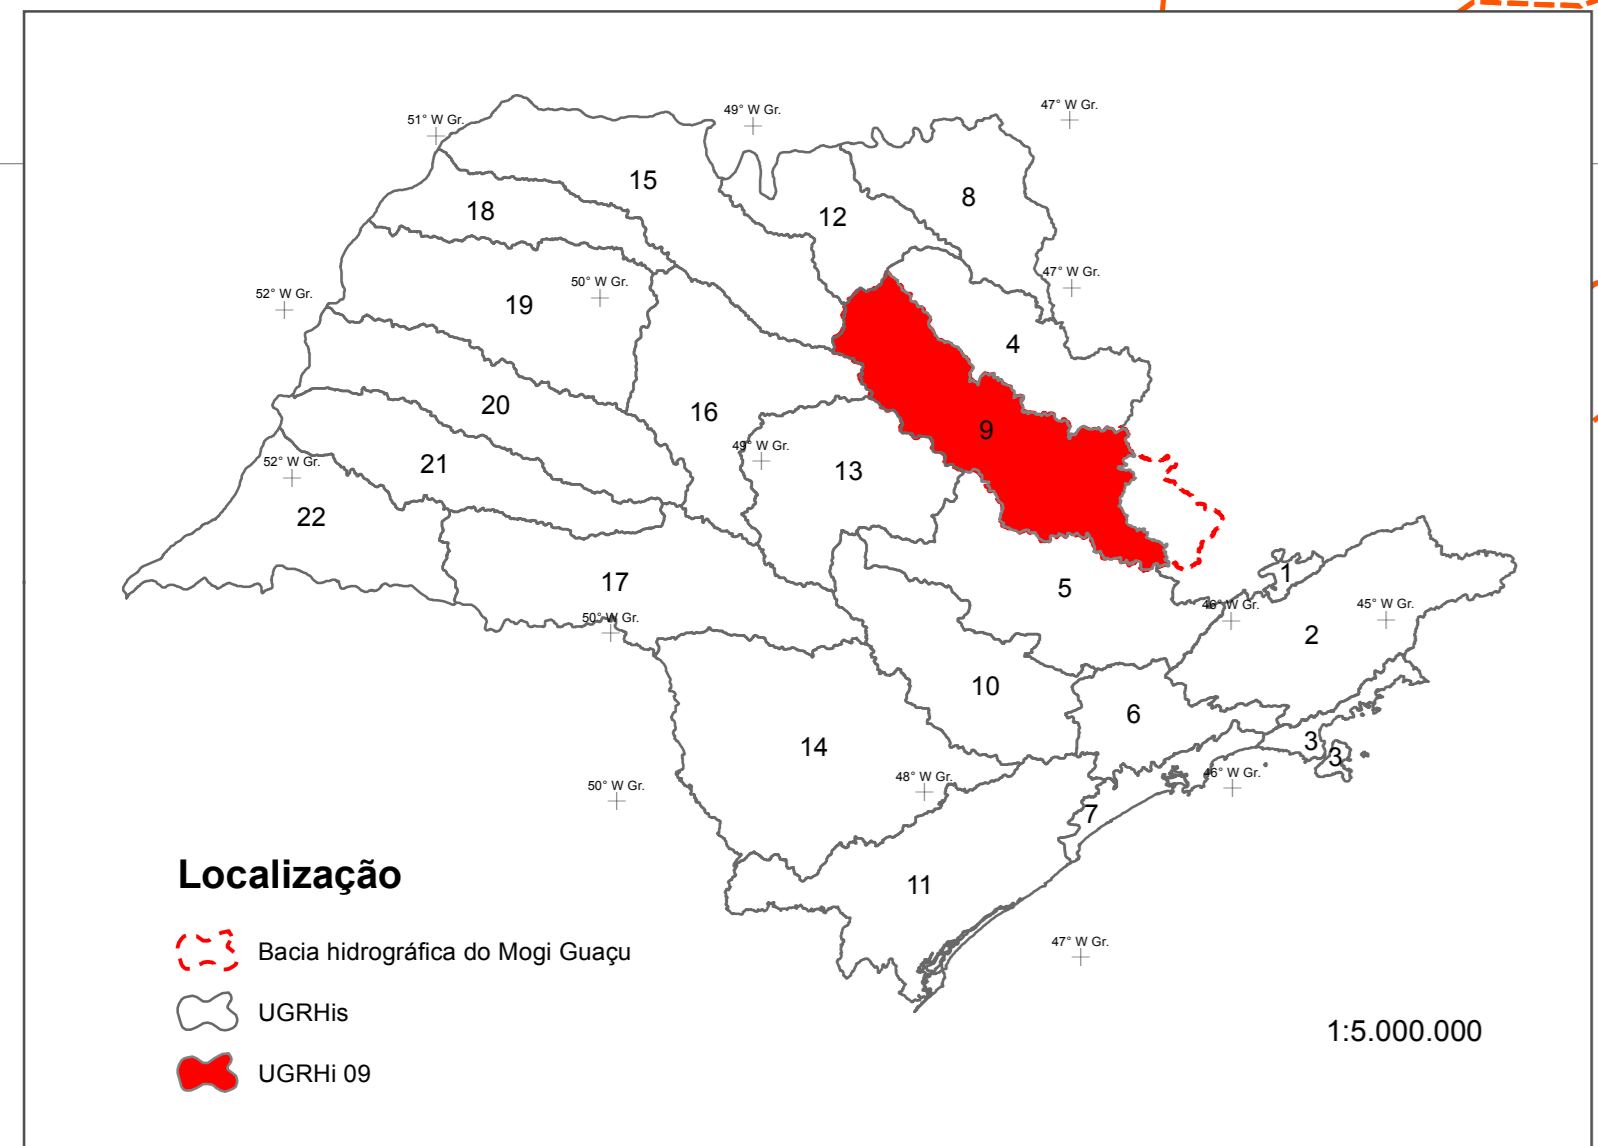 47° W Gr.
49° W Gr.
51° W Gr.
15
8
18
12
47° W Gr.
50° W Gr.
52° W Gr.
19
4
20
16
9
49° W Gr.
52° W Gr.
21
13
22
1
17
5
46° W Gr.
45° W Gr.
50° W Gr.
2
10
6
3
14
3
46° W Gr.
48° W Gr.
50° W Gr.
7
11
Localização
47° W Gr.
Bacia hidrográfica do Mogi Guaçu
UGRHis
1:5.000.000
UGRHi 09